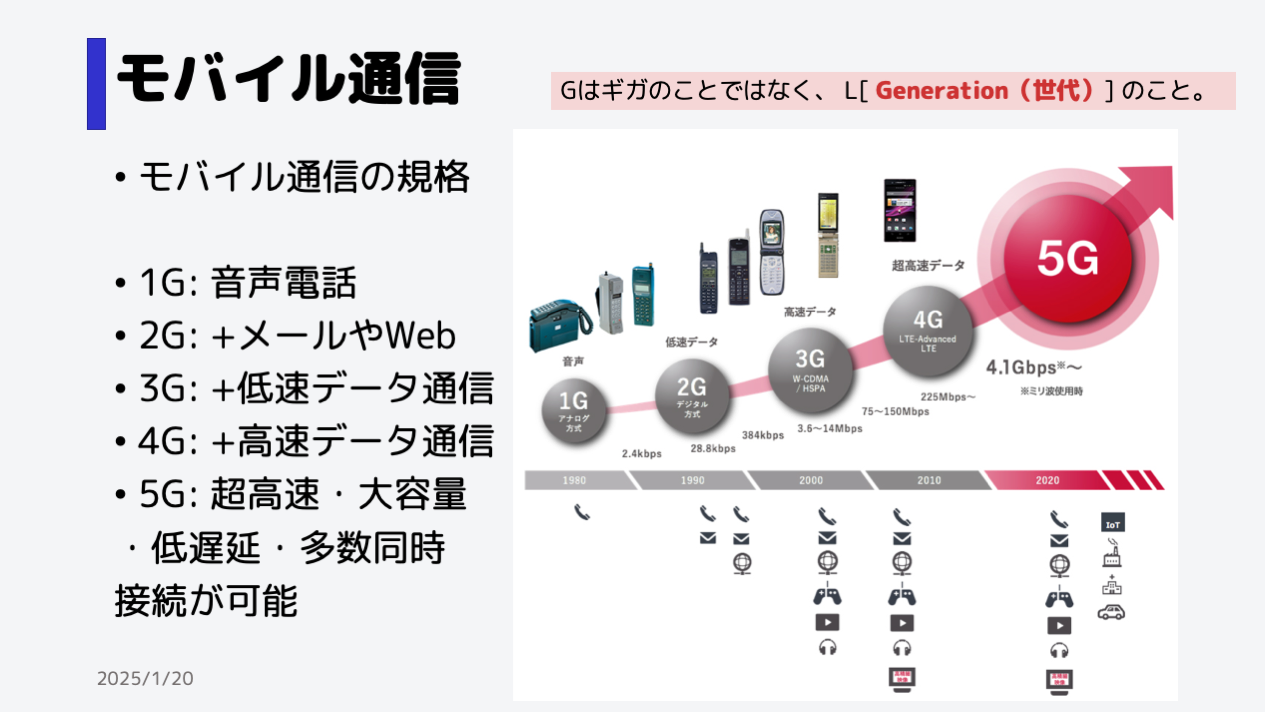 モバイル通信
Gはギガのことではなく、 L[ Generation（世代）] のこと。
• モバイル通信の規格
• 1G: 音声電話
• 2G: +メールやWeb
• 3G: +低速データ通信
• 4G: +高速データ通信
• 5G: 超高速・大容量
・低遅延・多数同時
接続が可能
2025/1/20
音声
1G
アナログ
方式
2.4kbps
低速データ
2G
デジタル
方式
28.8kbps
384kbps
高速データ
3G
W-CDMA
/ HSPA
3.6～14Mbps
75～150Mbps
超高速データ
4G
LTE-Advanced
LTE
225Mbps～
5G
4.1Gbps※～
※ミリ波使用時
1980
1990
2000
2010
2020
IoT